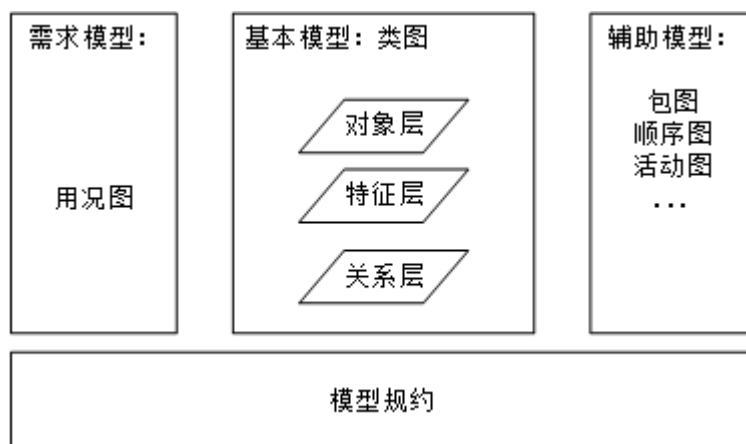 需求模型：
用况图
基本模型：类图
对象层
特征层
关系层
辅助模型：
包图
顺序图
活动图
...
模型规约